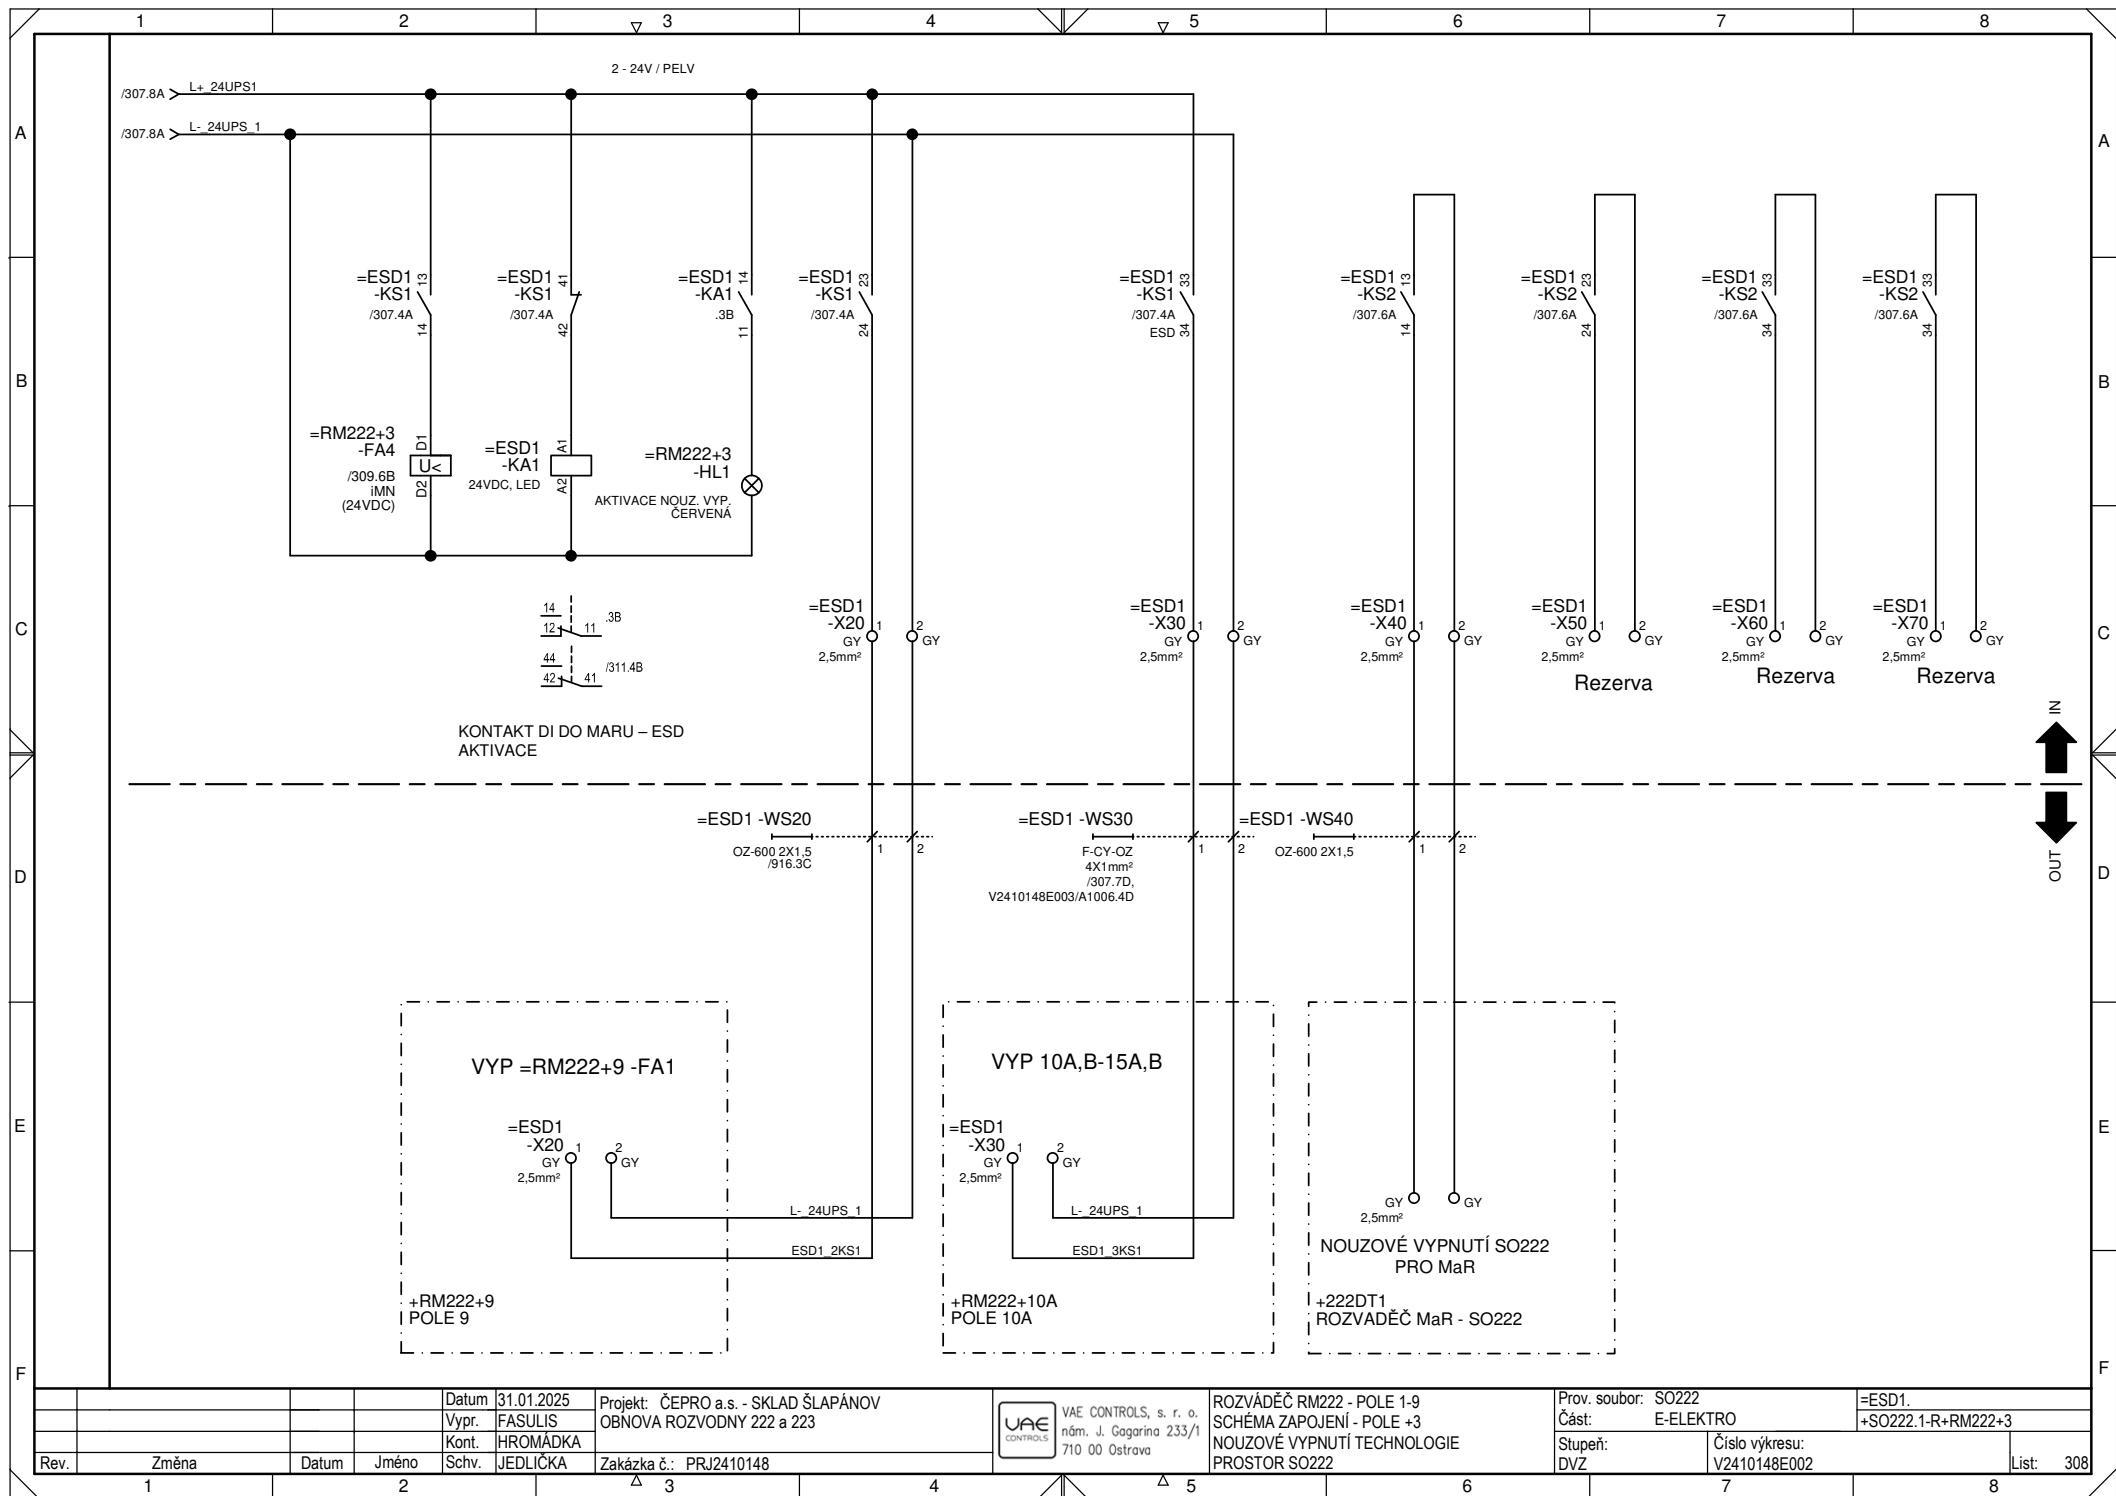 1 2 3 4 5 6 7 8
2 - 24V / PELV
/307.8A L+_24UPS1
/307.8A L-_24UPS_1
A A
=ESD1 13
-KS1
/307.4A
14
=ESD1 41
-KS1
/307.4A
42
=ESD1 14
-KA1
.3B
11
=ESD1 23
-KS1
/307.4A
24
=ESD1 33
-KS1
/307.4A
ESD 34
=ESD1 13
-KS2
/307.6A
14
=ESD1 23
-KS2
/307.6A
24
=ESD1 33
-KS2
/307.6A
34
=ESD1 33
-KS2
/307.6A
34
B B
=RM222+3
-FA4
D1
U<
D2
/309.6B
iMN
(24VDC)
=ESD1
-KA1
A1
A2
24VDC, LED
=RM222+3
-HL1
AKTIVACE NOUZ. VYP.
ČERVENÁ
C C
14
12 11 .3B
44
42 41 /311.4B
KONTAKT DI DO MARU – ESD
AKTIVACE
=ESD1
-X20 1 2
GY GY
2,5mm²
=ESD1
-X30 1 2
GY GY
2,5mm²
=ESD1
-X40 1 2
GY GY
2,5mm²
=ESD1
-X50 1 2
GY GY
2,5mm²
Rezerva
=ESD1
-X60 1 2
GY GY
2,5mm²
Rezerva
=ESD1
-X70 1 2
GY GY
2,5mm²
Rezerva
IN
OUT
D D
=ESD1 -WS20
OZ-600 2X1,5
/916.3C
1 2
=ESD1 -WS30
F-CY-OZ
4X1mm²
/307.7D,
V2410148E003/A1006.4D
1 2
=ESD1 -WS40
OZ-600 2X1,5
1 2
E E
VYP =RM222+9 -FA1
=ESD1
-X20 1 2
GY GY
2,5mm²
L-_24UPS_1
ESD1_2KS1
+RM222+9
POLE 9
VYP 10A,B-15A,B
=ESD1
-X30 1 2
GY GY
2,5mm²
L-_24UPS_1
ESD1_3KS1
+RM222+10A
POLE 10A
GY GY
2,5mm²
NOUZOVÉ VYPNUTÍ SO222
PRO MaR
+222DT1
ROZVADĚČ MaR - SO222
F F
Rev. Změna Datum Jméno
Datum 31.01.2025
Vypr. FASULIS
Kont. HROMÁDKA
Schv. JEDLIČKA
Projekt: ČEPRO a.s. - SKLAD ŠLAPÁNOV
OBNOVA ROZVODNY 222 a 223
Zakázka č.: PRJ2410148
VAE
CONTROLS
VAE CONTROLS, s. r. o.
nám. J. Gagarina 233/1
710 00 Ostrava
ROZVÁDĚČ RM222 - POLE 1-9
SCHÉMA ZAPOJENÍ - POLE +3
NOUZOVÉ VYPNUTÍ TECHNOLOGIE
PROSTOR SO222
Prov. soubor: SO222
Část: E-ELEKTRO
Stupeň:
DVZ
=ESD1.
+SO222.1-R+RM222+3
Číslo výkresu:
V2410148E002
List: 308
1 2 3 4 5 6 7 8